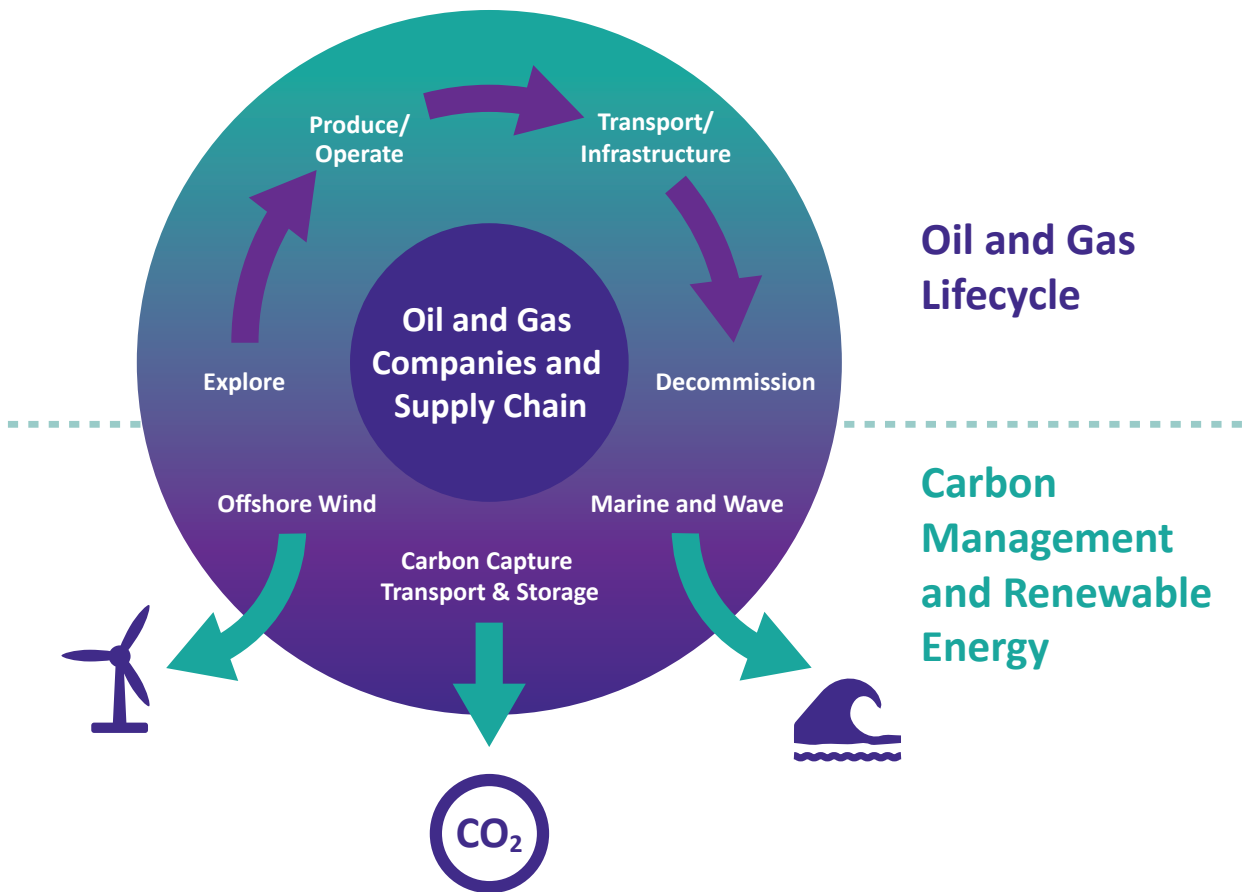 Produce/
Operate
Transport/
Infrastructure
Oil and Gas
Lifecycle
Oil and Gas
Companies and
Supply Chain
Explore
Decommission
Offshore Wind
Marine and Wave
Carbon Capture
Transport & Storage
Carbon
Management
and Renewable
Energy
CO₂